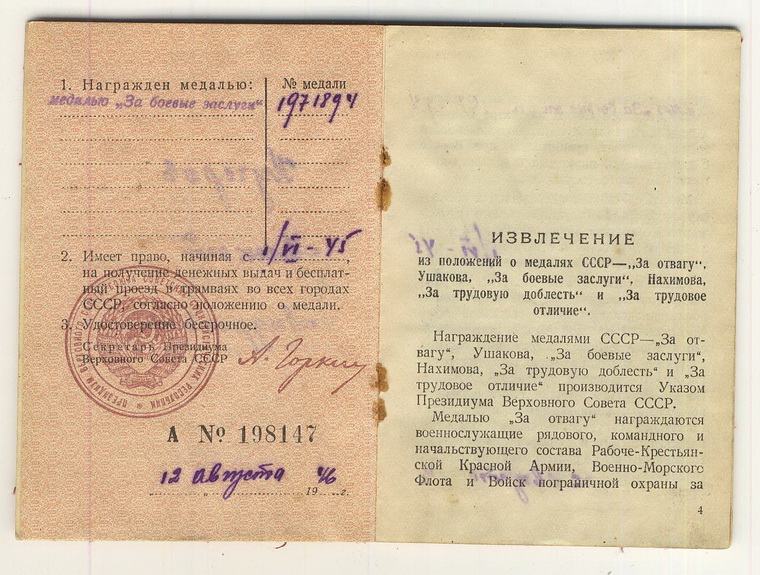 1. Награжден медалью:
№ медали
медалью „За боевые заслуги“
1971894
2. Имеет право, начиная с 1/VI - 45
на получение денежных выдач и бесплат-
ный проезд в трамваях во всех городах
СССР, согласно положению о медали.
3. Удостоверение бессрочное.
Секретарь Президиума
Верховного Совета СССР
А. Горкин
А № 198147
12 августа 46
19 г.
ИЗВЛЕЧЕНИЕ
из положений о медалях СССР—„За отвагу“,
Ушакова, „За боевые заслуги“, Нахимова,
„За трудовую доблесть“ и „За трудовое
отличие“.
Награждение медалями СССР—„За от-
вагу“, Ушакова, „За боевые заслуги“,
Нахимова, „За трудовую доблесть“ и „За
трудовое отличие“ производится Указом
Президиума Верховного Совета СССР.
Медалью „За отвагу“ награждаются
военнослужащие рядового, командного и
начальствующего состава Рабоче-Крестьян-
ской Красной Армии, Военно-Морского
Флота и Войск пограничной охраны за
4